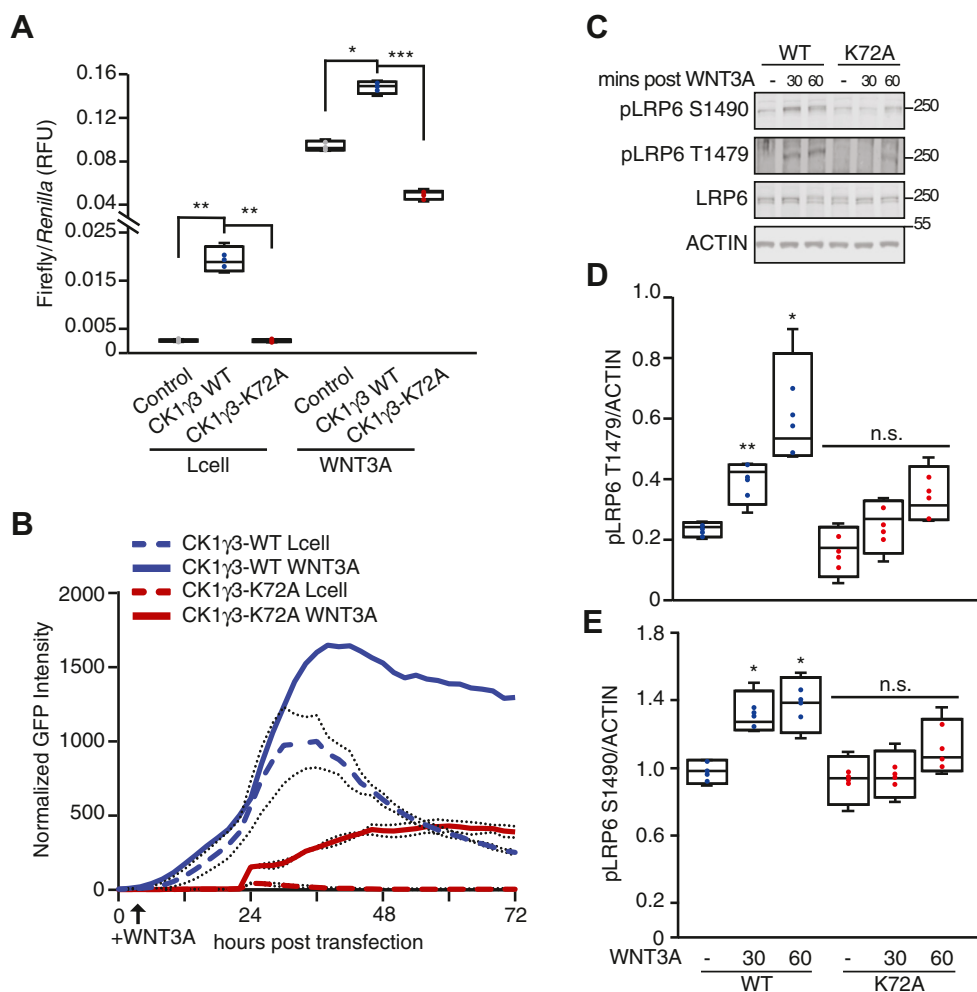 A
Firefly/Renilla (RFU)
0.16
0.12
0.08
0.04
0.025
0.015
0.005
0
*
***
**
**
Control
CK1γ3 WT
CK1γ3-K72A
Control
CK1γ3 WT
CK1γ3-K72A
Lcell
WNT3A
B
CK1γ3-WT Lcell
CK1γ3-WT WNT3A
CK1γ3-K72A Lcell
CK1γ3-K72A WNT3A
Normalized GFP Intensity
2000
1500
1000
500
0
0
24
48
72
+WNT3A
hours post transfection
C
WT K72A
mins post WNT3A - 30 60 - 30 60
pLRP6 S1490 250
pLRP6 T1479 250
LRP6 250
55
ACTIN
D
pLRP6 T1479/ACTIN
1.0
0.8
0.6
0.4
0.2
0
**
*
n.s.
E
pLRP6 S1490/ACTIN
1.8
1.4
1.0
0.6
0.2
0
*
*
n.s.
WNT3A - 30 60 - 30 60
WT K72A